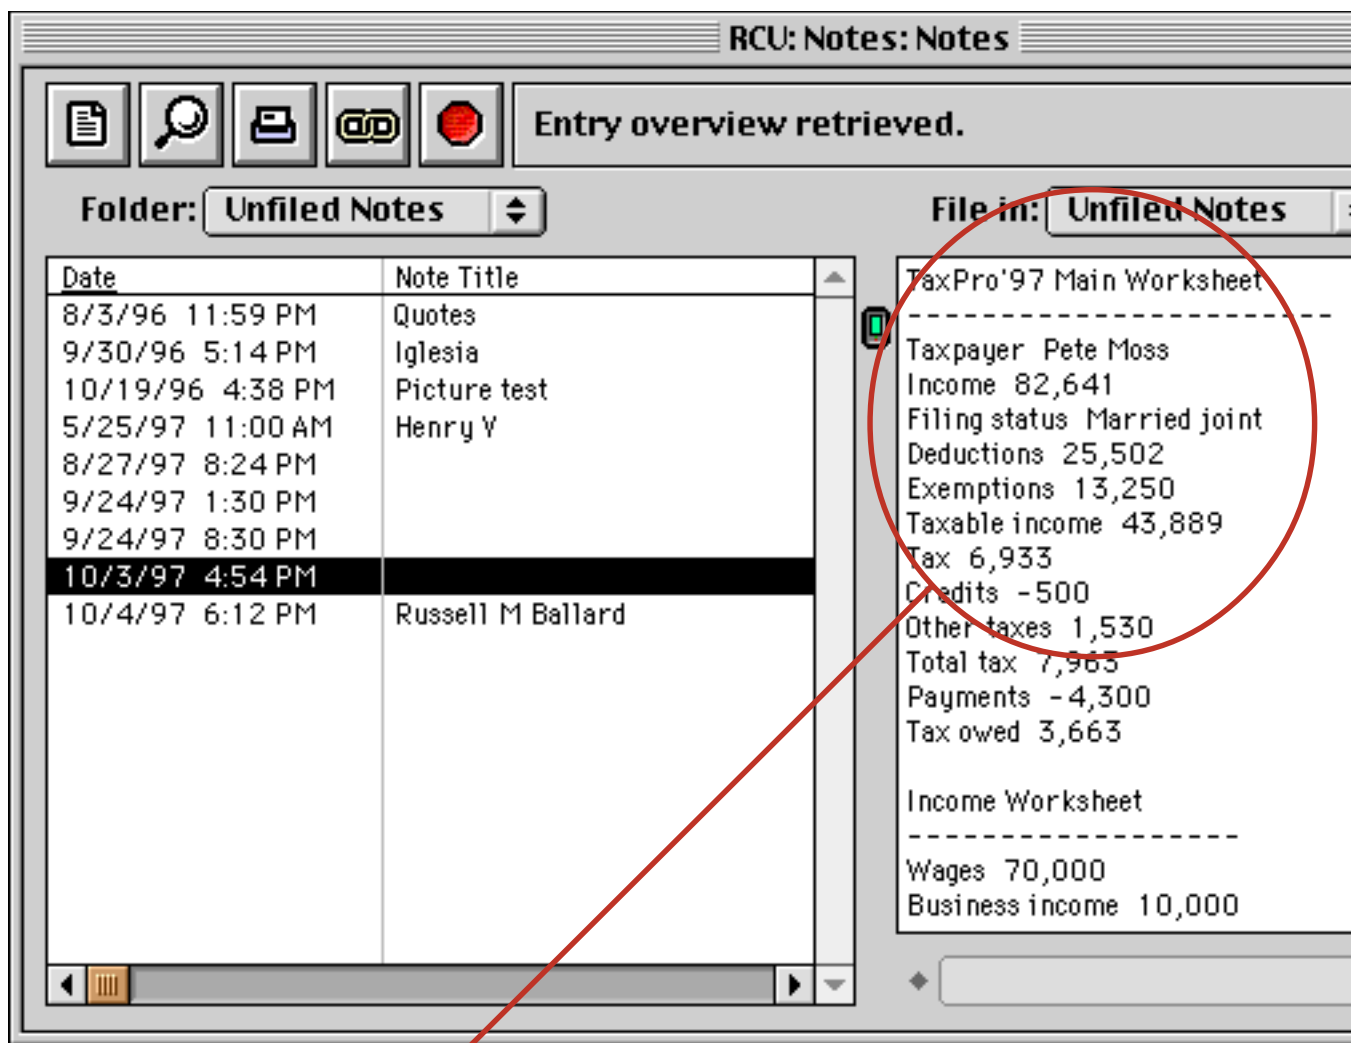 RCU: Notes: Notes
Entry overview retrieved.
Folder: Unfiled Notes
File in: Unfiled Notes
Date Note Title
8/3/96 11:59 PM Quotes
9/30/96 5:14 PM Iglesia
10/19/96 4:38 PM Picture test
5/25/97 11:00 AM Henry V
8/27/97 8:24 PM
9/24/97 1:30 PM
9/24/97 8:30 PM
10/3/97 4:54 PM
10/4/97 6:12 PM Russell M Ballard
TaxPro'97 Main Worksheet
------------------------
Taxpayer Pete Moss
Income 82,641
Filing status Married joint
Deductions 25,502
Exemptions 13,250
Taxable income 43,889
Tax 6,933
Credits -500
Other taxes 1,530
Total tax 7,963
Payments -4,300
Tax owed 3,663
Income Worksheet
-------------------
Wages 70,000
Business income 10,000